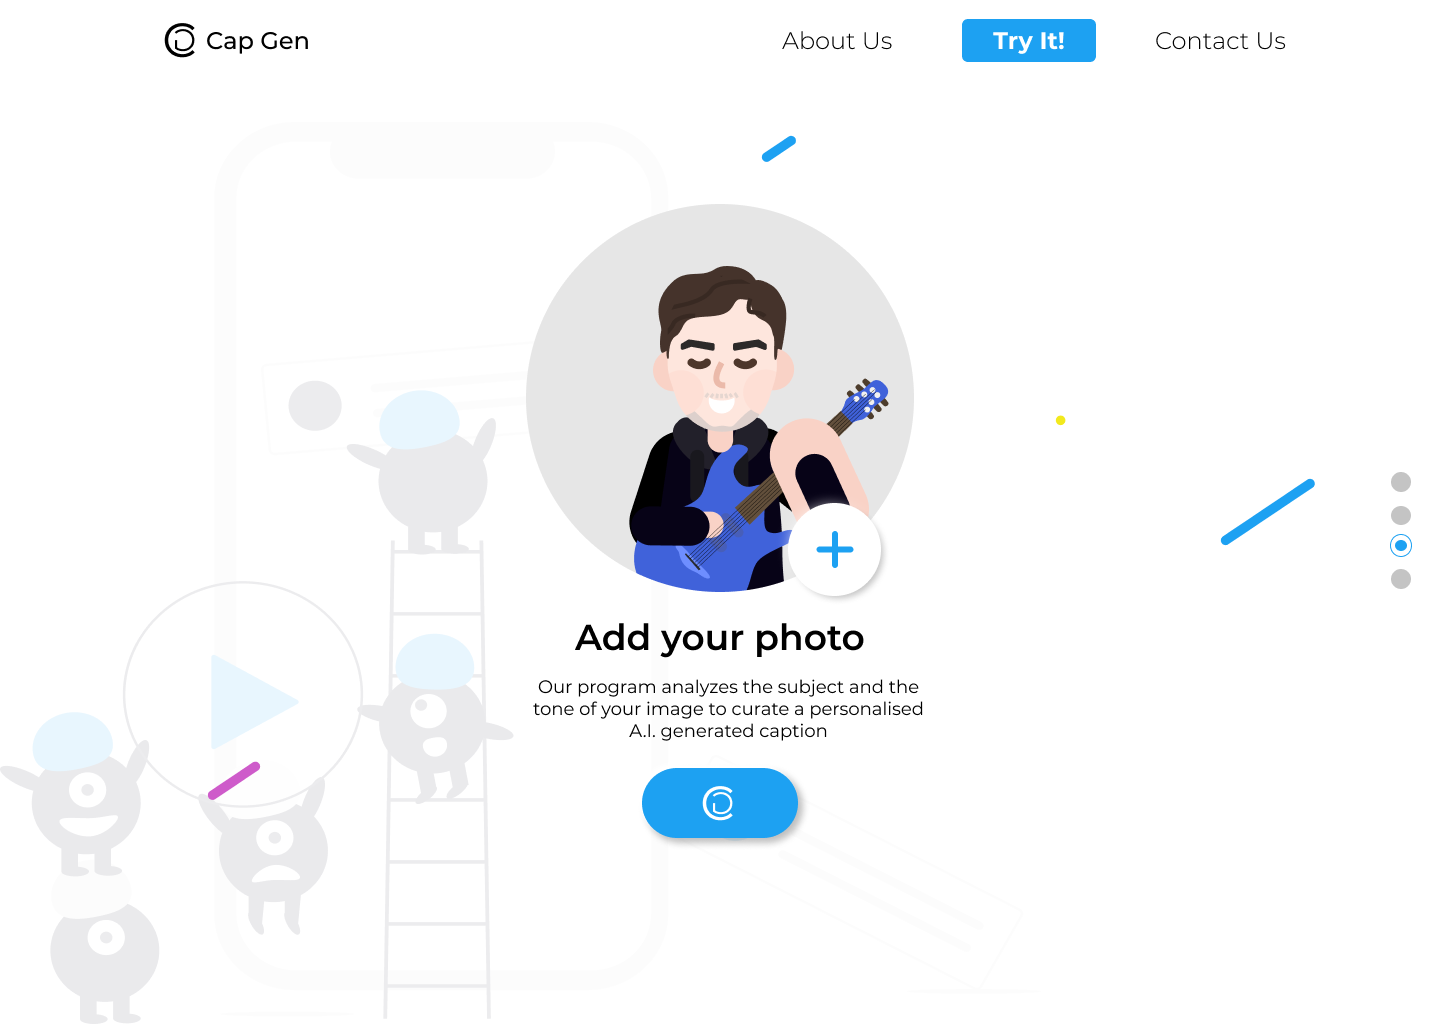 Cap Gen
About Us
Try It!
Contact Us
Add your photo
Our program analyzes the subject and the
tone of your image to curate a personalised
A.I. generated caption